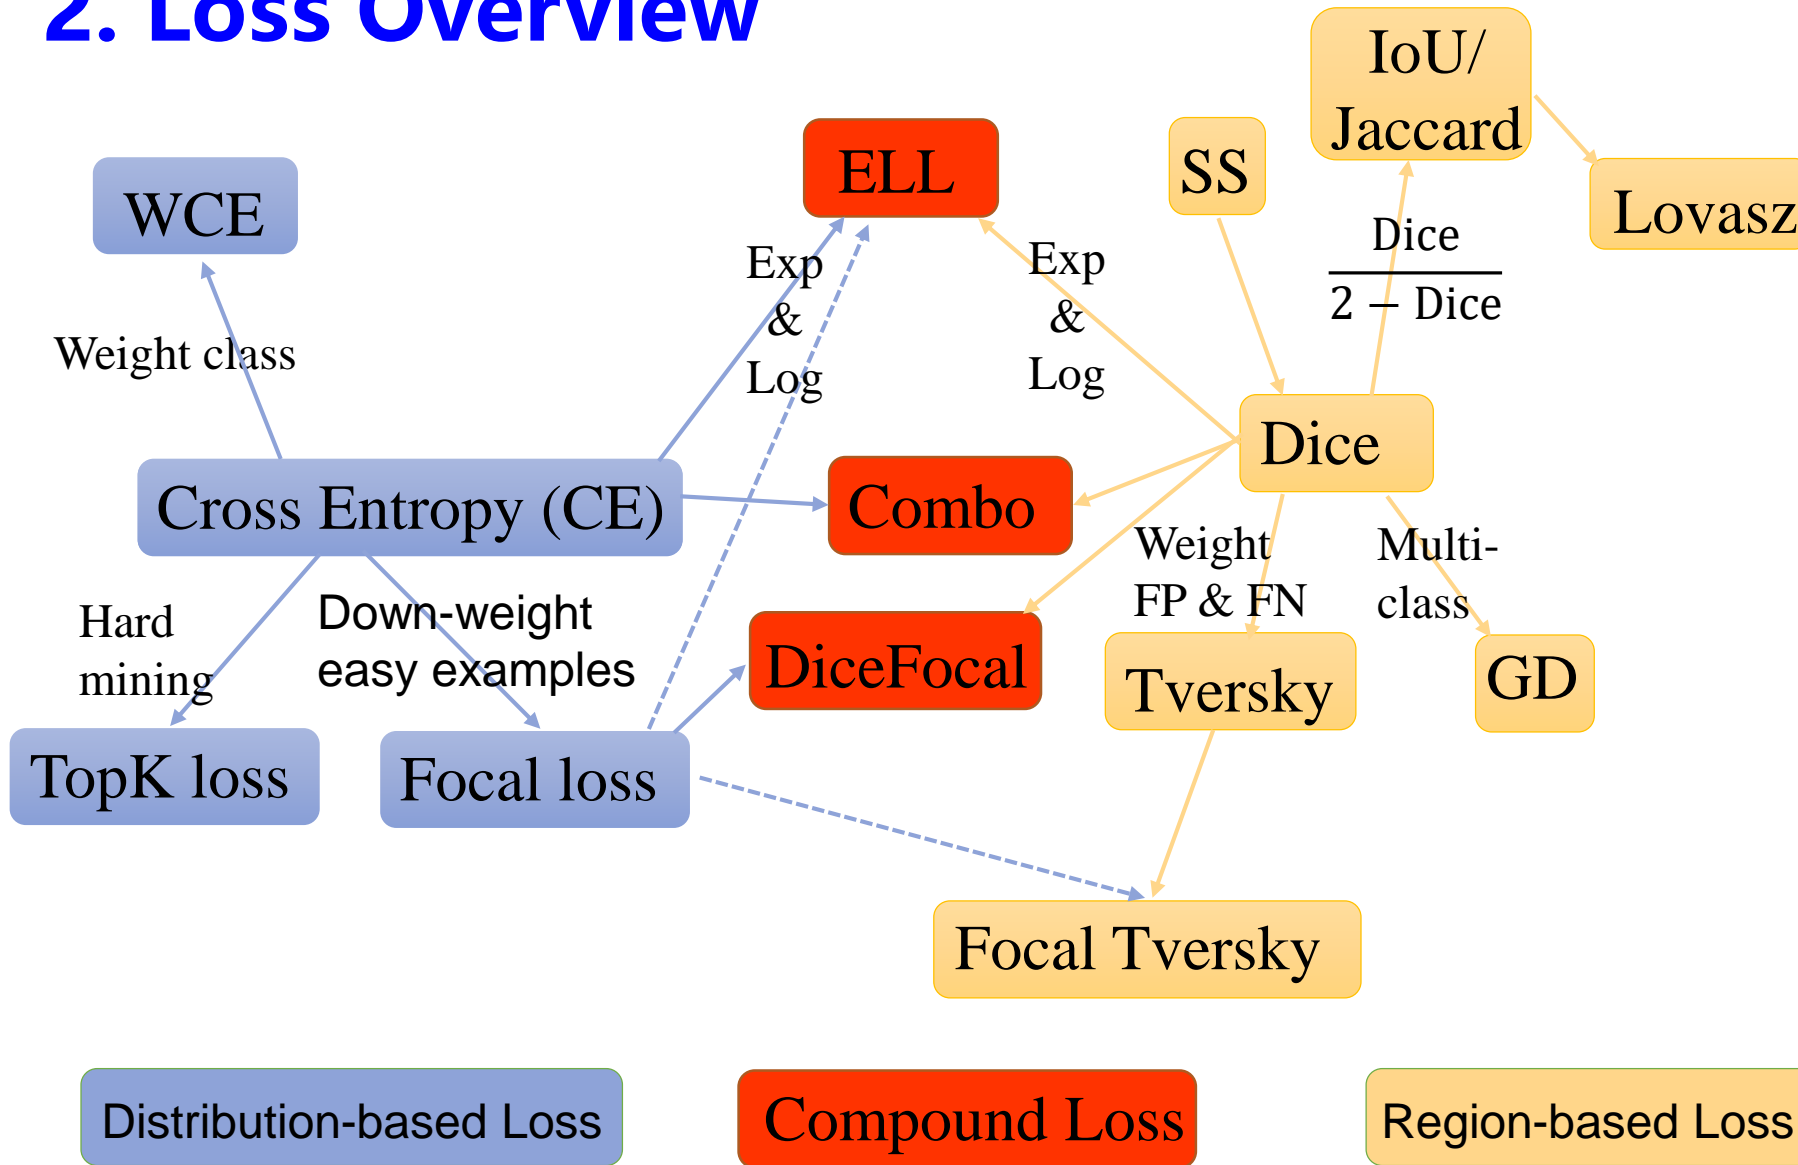 2. Loss Overview
IoU/
Jaccard
ELL
SS
WCE
Lovasz
Dice
2 − Dice
Exp
&
Log
Exp
&
Log
Weight class
Dice
Cross Entropy (CE)
Combo
Weight
FP & FN
Multi-
class
Hard
mining
Down-weight
easy examples
DiceFocal
Tversky
GD
TopK loss
Focal loss
Focal Tversky
Distribution-based Loss
Compound Loss
Region-based Loss